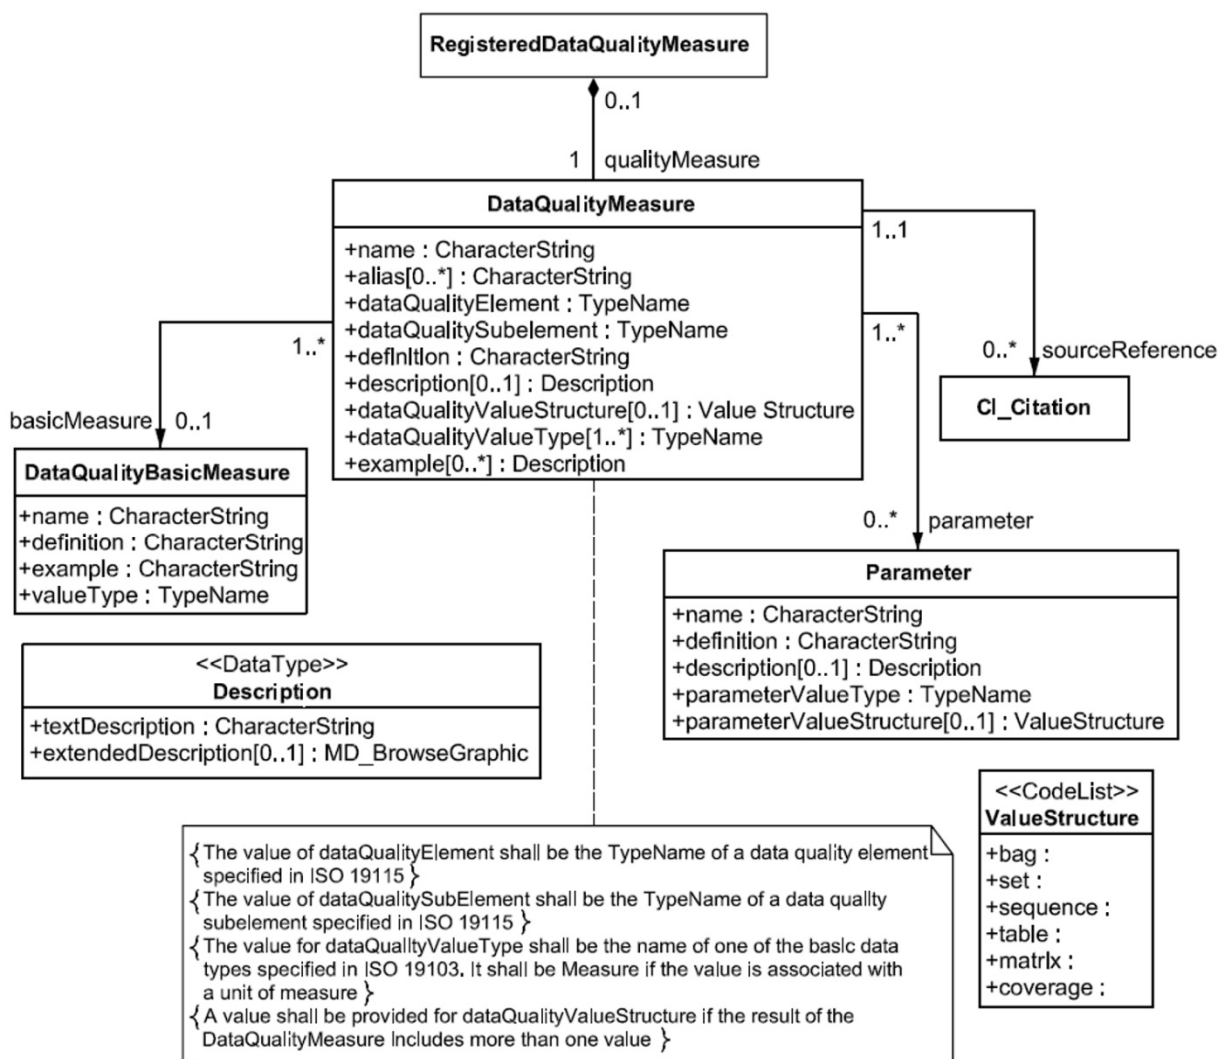 RegisteredDataQualityMeasure
0..1
1 qualityMeasure
DataQualityMeasure
+name : CharacterString
+alias[0..*] : CharacterString
+dataQualityElement : TypeName
+dataQualitySubelement : TypeName
+definition : CharacterString
+description[0..1] : Description
+dataQualityValueStructure[0..1] : Value Structure
+dataQualityValueType[1..*] : TypeName
+example[0..*] : Description
1..1
0..* sourceReference
CI_Citation
1..*
basicMeasure 0..1
DataQualityBasicMeasure
+name : CharacterString
+definition : CharacterString
+example : CharacterString
+valueType : TypeName
1..*
0..* parameter
Parameter
+name : CharacterString
+definition : CharacterString
+description[0..1] : Description
+parameterValueType : TypeName
+parameterValueStructure[0..1] : ValueStructure
<<DataType>>
Description
+textDescription : CharacterString
+extendedDescription[0..1] : MD_BrowseGraphic
<<CodeList>>
ValueStructure
+bag :
+set :
+sequence :
+table :
+matrix :
+coverage :
{The value of dataQualityElement shall be the TypeName of a data quality element
specified in ISO 19115}
{The value of dataQualitySubElement shall be the TypeName of a data quality
subelement specified in ISO 19115 }
{The value for dataQualityValueType shall be the name of one of the basic data
types specified in ISO 19103. It shall be Measure if the value is associated with
a unit of measure }
{A value shall be provided for dataQualityValueStructure if the result of the
DataQualityMeasure includes more than one value }